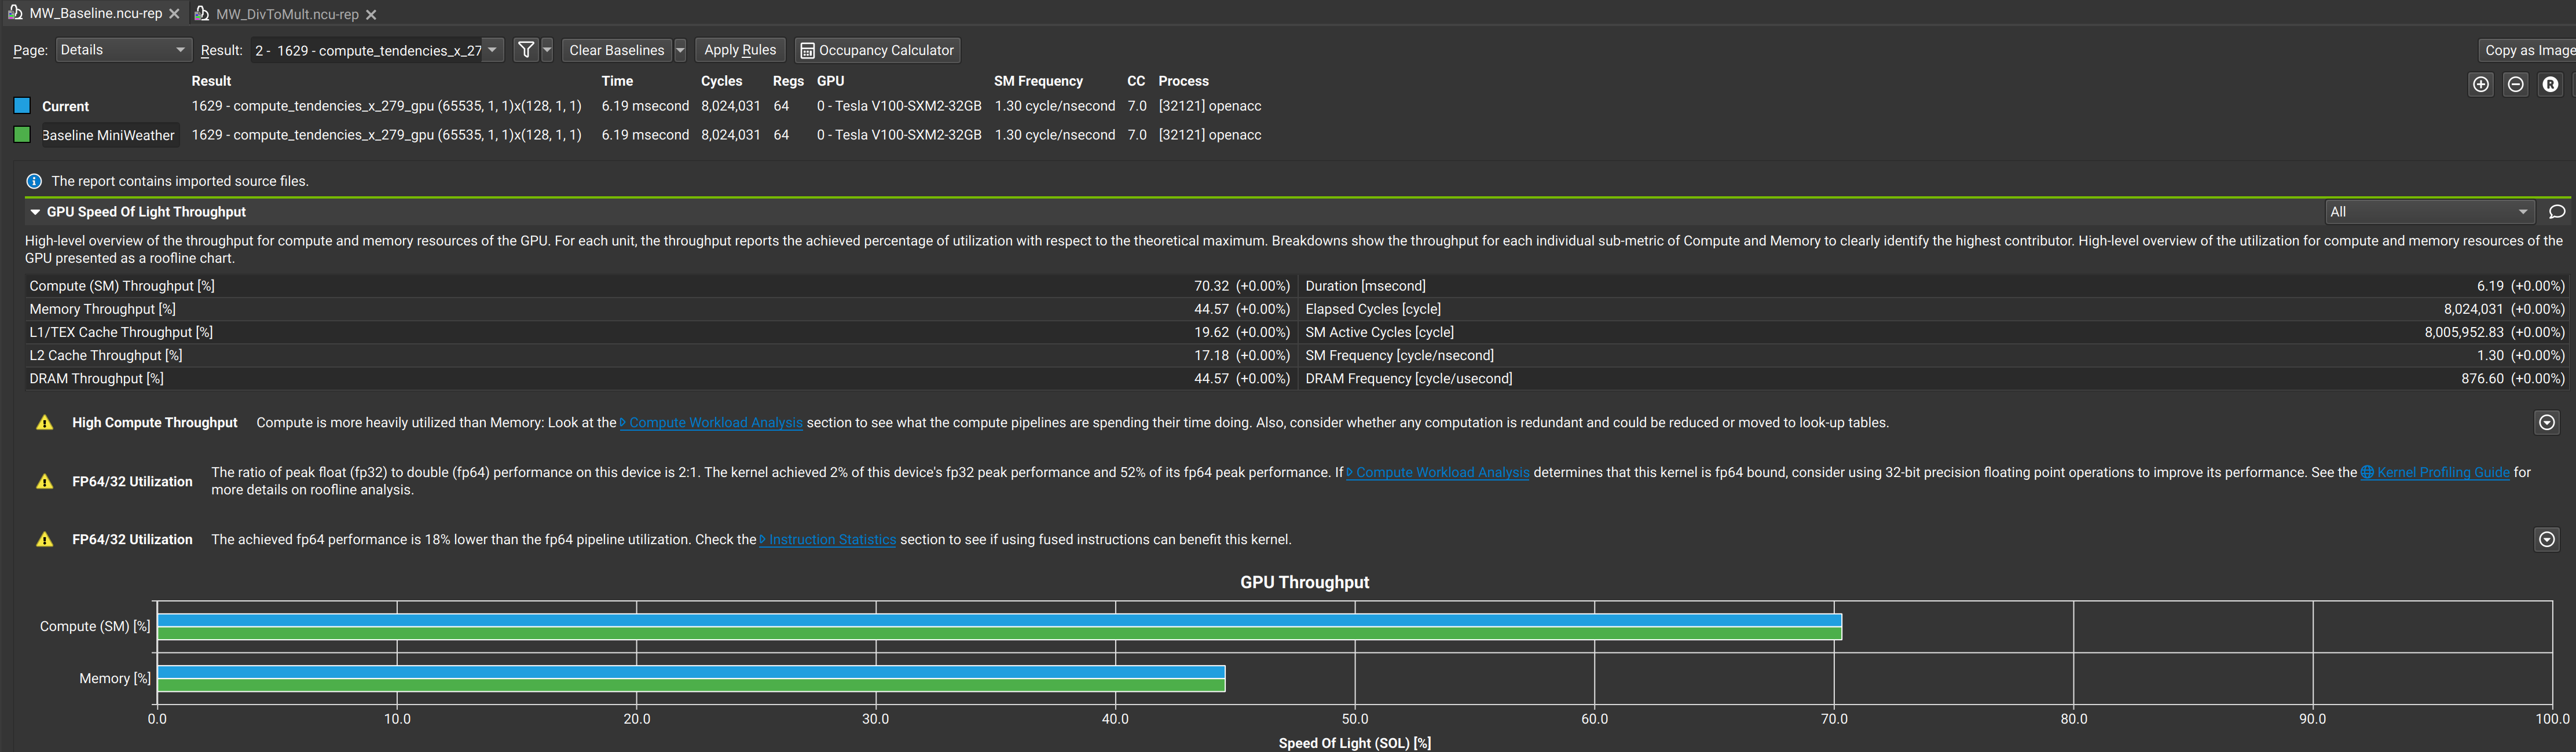 MW_Baseline.ncu-rep MW_DivToMult.ncu-rep
Page: Details Result: 2 - 1629 - compute_tendencies_x_27 Clear Baselines Apply Rules Occupancy Calculator Copy as Image
Result Time Cycles Regs GPU SM Frequency CC Process
Current 1629 - compute_tendencies_x_279_gpu (65535, 1, 1)x(128, 1, 1) 6.19 msecond 8,024,031 64 0 - Tesla V100-SXM2-32GB 1.30 cycle/nsecond 7.0 [32121] openacc
Baseline MiniWeather 1629 - compute_tendencies_x_279_gpu (65535, 1, 1)x(128, 1, 1) 6.19 msecond 8,024,031 64 0 - Tesla V100-SXM2-32GB 1.30 cycle/nsecond 7.0 [32121] openacc
The report contains imported source files.
GPU Speed Of Light Throughput All
High-level overview of the throughput for compute and memory resources of the GPU. For each unit, the throughput reports the achieved percentage of utilization with respect to the theoretical maximum. Breakdowns show the throughput for each individual sub-metric of Compute and Memory to clearly identify the highest contributor. High-level overview of the utilization for compute and memory resources of the
GPU presented as a roofline chart.
Compute (SM) Throughput [%] 70.32 (+0.00%) Duration [msecond] 6.19 (+0.00%)
Memory Throughput [%] 44.57 (+0.00%) Elapsed Cycles [cycle] 8,024,031 (+0.00%)
L1/TEX Cache Throughput [%] 19.62 (+0.00%) SM Active Cycles [cycle] 8,005,952.83 (+0.00%)
L2 Cache Throughput [%] 17.18 (+0.00%) SM Frequency [cycle/nsecond] 1.30 (+0.00%)
DRAM Throughput [%] 44.57 (+0.00%) DRAM Frequency [cycle/usecond] 876.60 (+0.00%)
High Compute Throughput Compute is more heavily utilized than Memory: Look at the Compute Workload Analysis section to see what the compute pipelines are spending their time doing. Also, consider whether any computation is redundant and could be reduced or moved to look-up tables.
FP64/32 Utilization The ratio of peak float (fp32) to double (fp64) performance on this device is 2:1. The kernel achieved 2% of this device's fp32 peak performance and 52% of its fp64 peak performance. If Compute Workload Analysis determines that this kernel is fp64 bound, consider using 32-bit precision floating point operations to improve its performance. See the Kernel Profiling Guide for
more details on roofline analysis.
FP64/32 Utilization The achieved fp64 performance is 18% lower than the fp64 pipeline utilization. Check the Instruction Statistics section to see if using fused instructions can benefit this kernel.
GPU Throughput
Compute (SM) [%]
Memory [%]
0.0 10.0 20.0 30.0 40.0 50.0 60.0 70.0 80.0 90.0 100.0
Speed Of Light (SOL) [%]